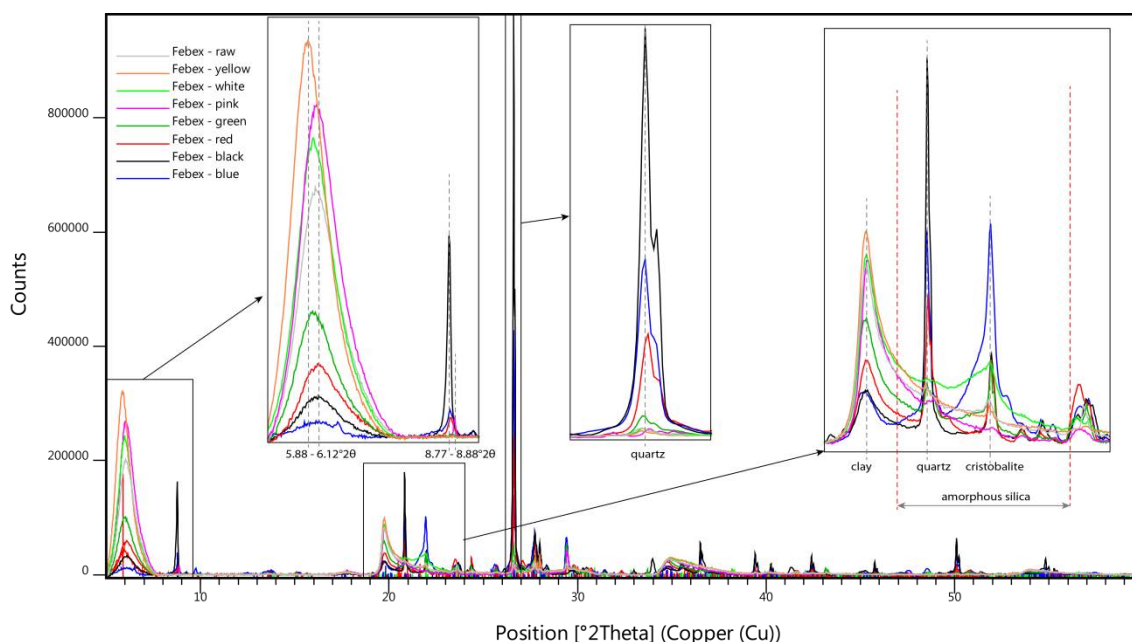 Febex - raw
Febex - yellow
Febex - white
Febex - pink
Febex - green
Febex - red
Febex - black
Febex - blue
800000
600000
400000
200000
0
Counts
5.88 - 6.12°2θ
8.77 - 8.88°2θ
quartz
clay
quartz
cristobalite
amorphous silica
10
20
30
40
50
Position [°2Theta] (Copper (Cu))